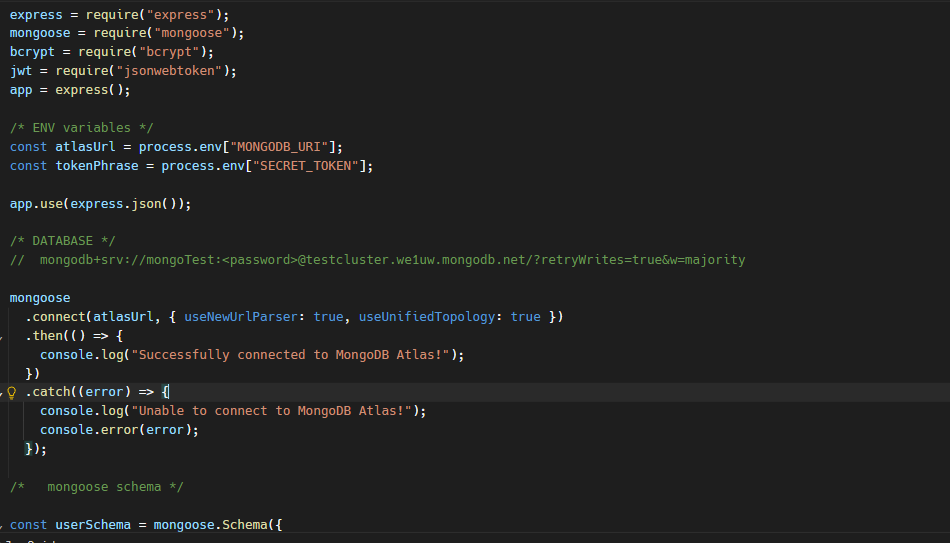 express = require("express");
mongoose = require("mongoose");
bcrypt = require("bcrypt");
jwt = require("jsonwebtoken");
app = express();
/* ENV variables */
const atlasUrl = process.env["MONGODB_URI"];
const tokenPhrase = process.env["SECRET_TOKEN"];
app.use(express.json());
/* DATABASE */
//  mongodb+srv://mongoTest:<password>@testcluster.we1uw.mongodb.net/?retryWrites=true&w=majority
mongoose
  .connect(atlasUrl, { useNewUrlParser: true, useUnifiedTopology: true })
  .then(() => {
    console.log("Successfully connected to MongoDB Atlas!");
  })
  .catch((error) => {
    console.log("Unable to connect to MongoDB Atlas!");
    console.error(error);
  });
/*   mongoose schema */
const userSchema = mongoose.Schema({